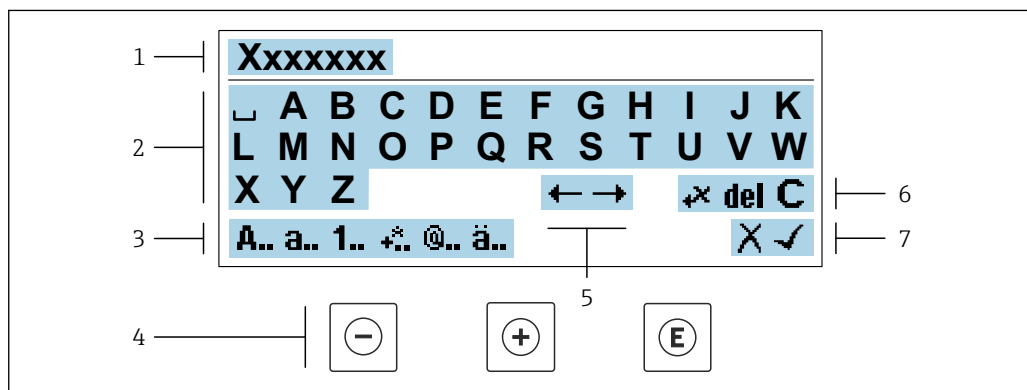 1 Xxxxxxx
␣ A B C D E F G H I J K
2 L M N O P Q R S T U V W
X Y Z ← → +x del C 6
3 A.. a.. 1.. +*.. @.. ä.. X ✓ 7
5
4 − + E